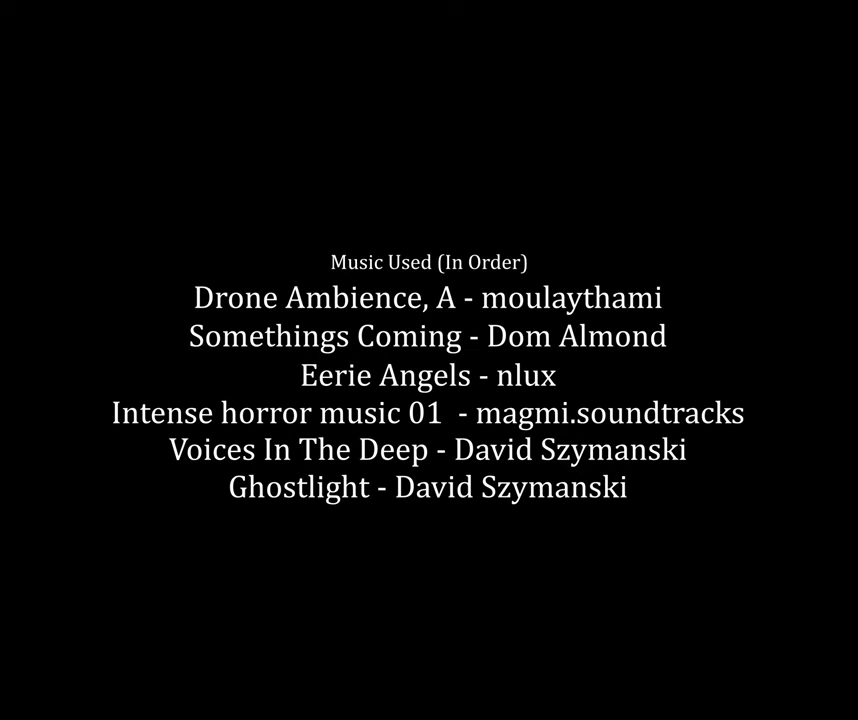 Music Used (In Order)
Drone Ambience, A - moulaythami
Somethings Coming - Dom Almond
Eerie Angels - nlux
Intense horror music 01  - magmi.soundtracks
Voices In The Deep - David Szymanski
Ghostlight - David Szymanski